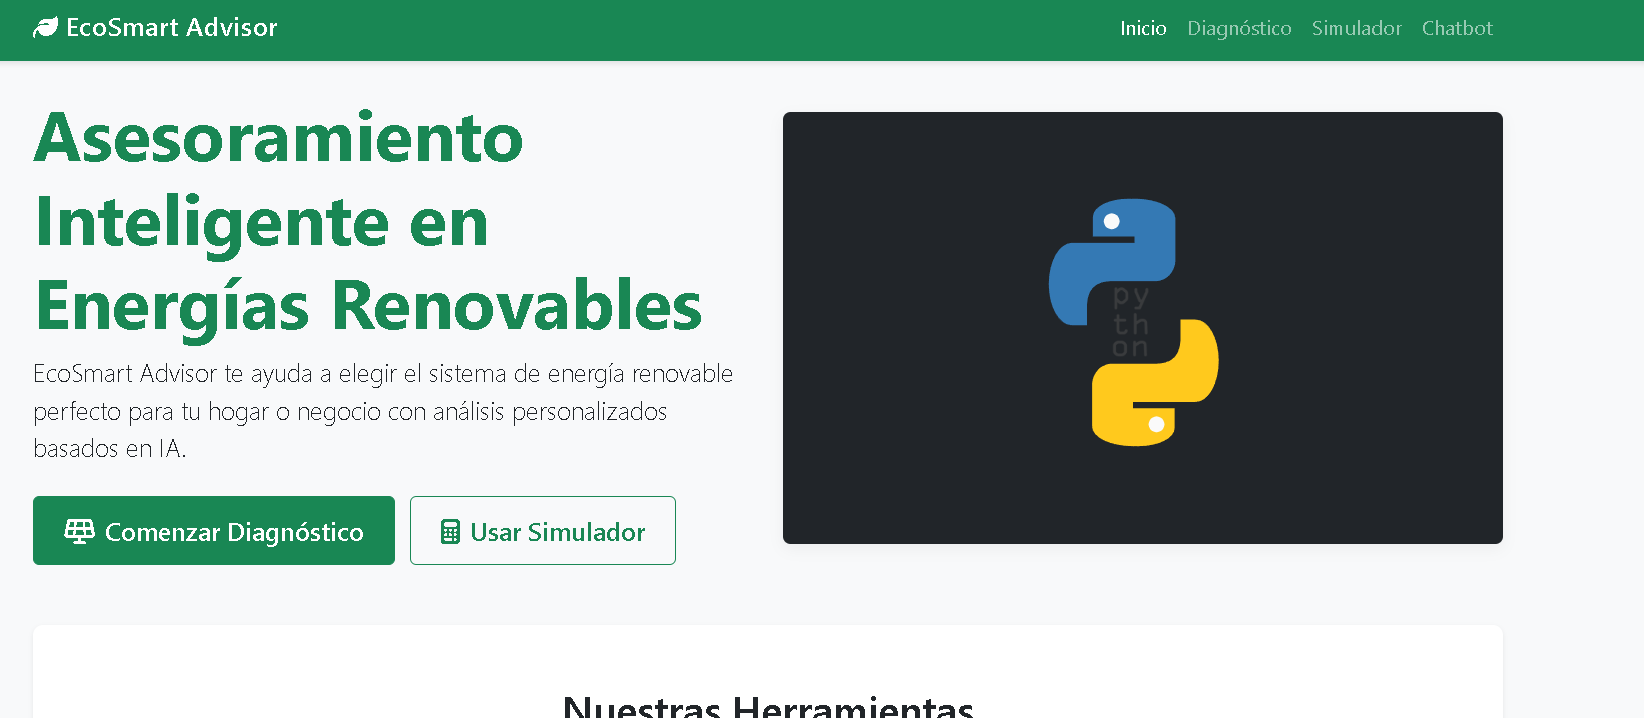 EcoSmart Advisor
Inicio Diagnóstico Simulador Chatbot
Asesoramiento
Inteligente en
Energías Renovables
EcoSmart Advisor te ayuda a elegir el sistema de energía renovable
perfecto para tu hogar o negocio con análisis personalizados
basados en IA.
Comenzar Diagnóstico
Usar Simulador
py
th
on
Nuestras Herramientas